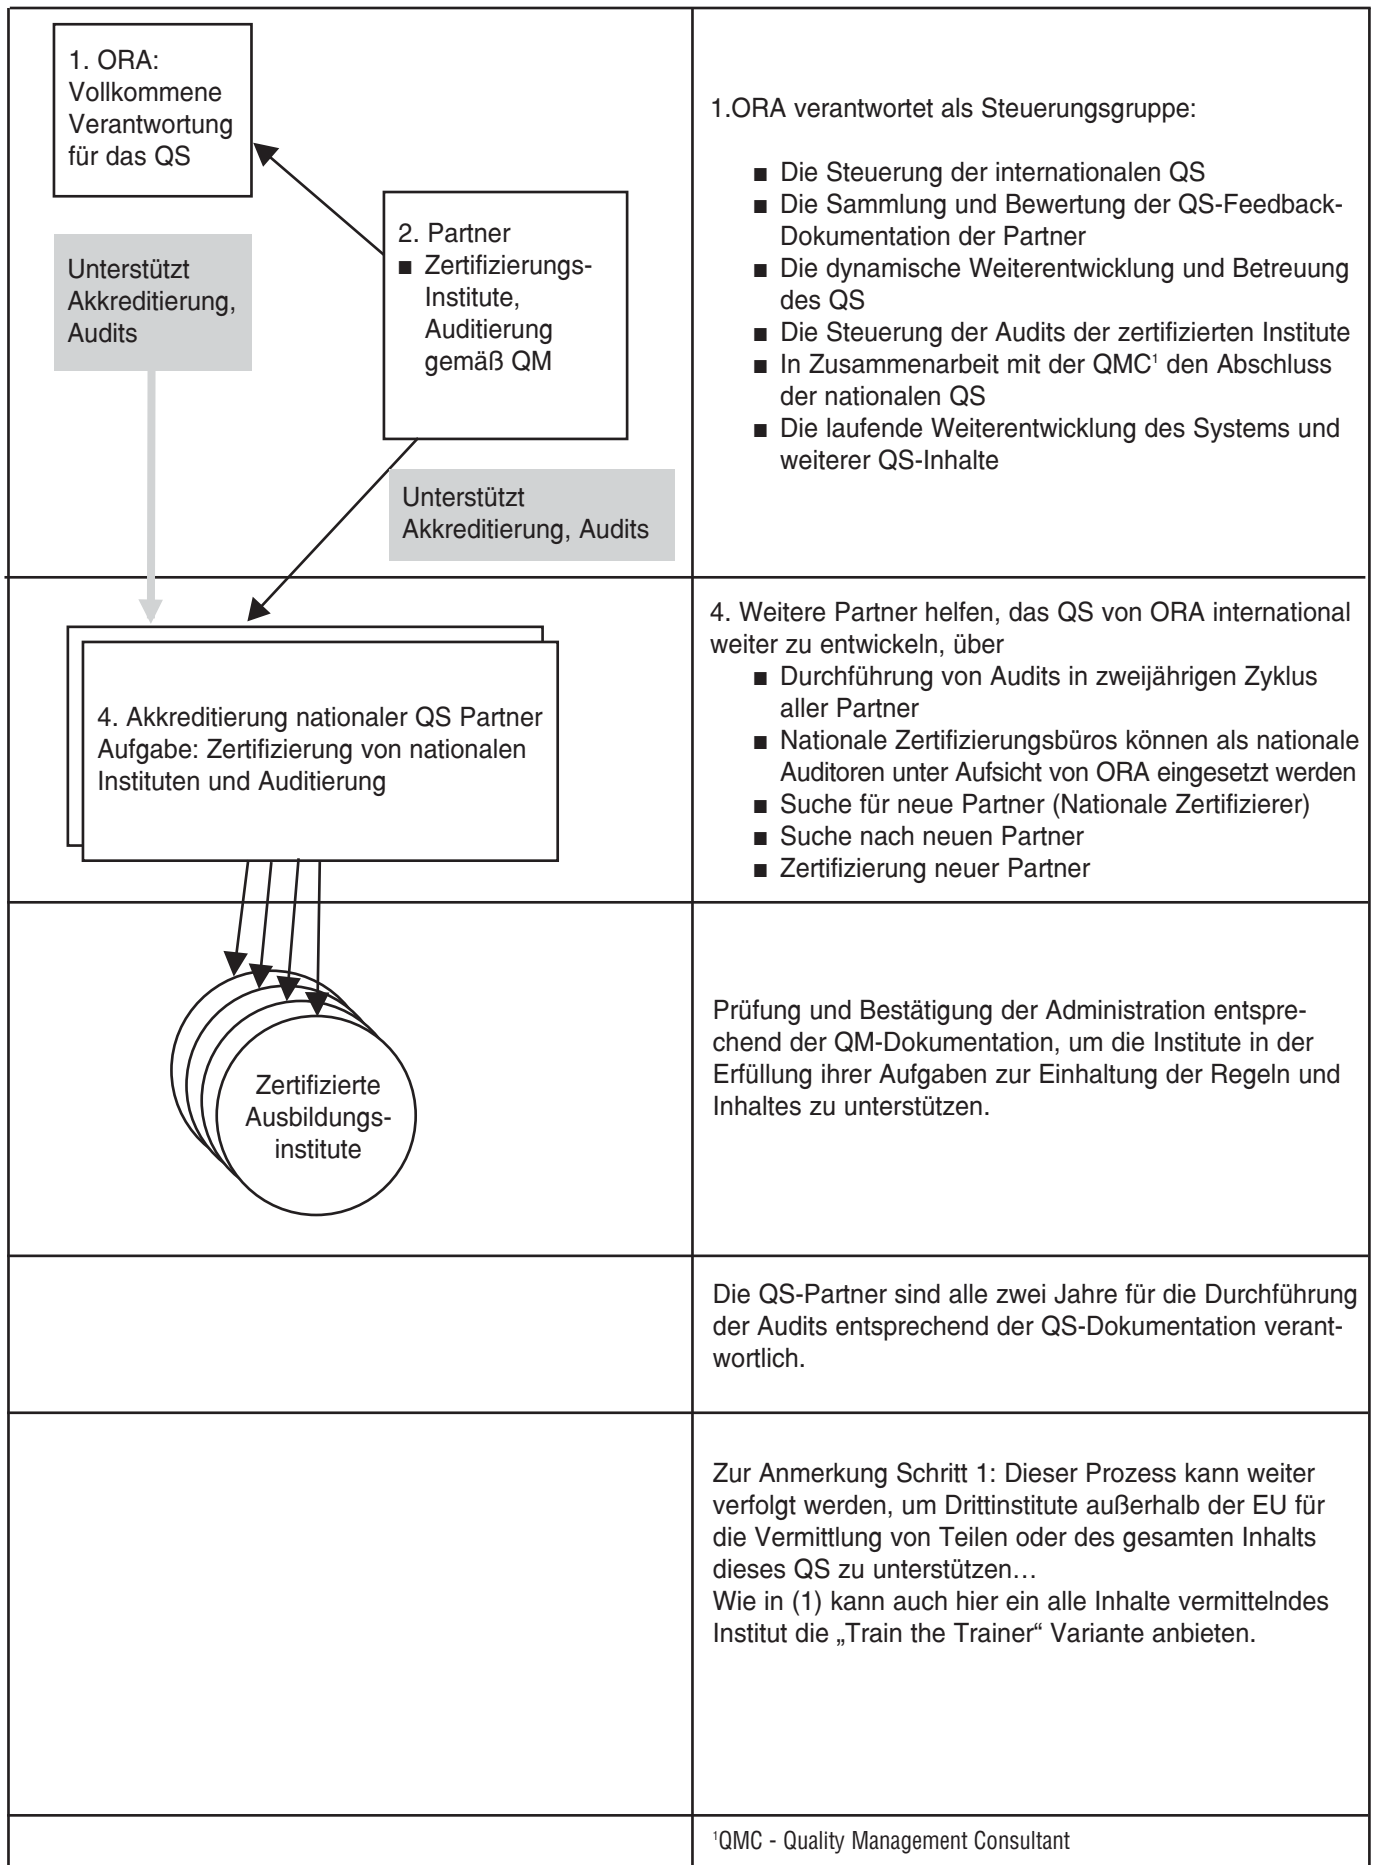 1. ORA:
Vollkommene
Verantwortung
für das QS
Unterstützt
Akkreditierung,
Audits
2. Partner
■ Zertifizierungs-
Institute,
Auditierung
gemäß QM
Unterstützt
Akkreditierung, Audits
1.ORA verantwortet als Steuerungsgruppe:
■ Die Steuerung der internationalen QS
■ Die Sammlung und Bewertung der QS-Feedback-
Dokumentation der Partner
■ Die dynamische Weiterentwicklung und Betreuung
des QS
■ Die Steuerung der Audits der zertifizierten Institute
■ In Zusammenarbeit mit der QMC¹ den Abschluss
der nationalen QS
■ Die laufende Weiterentwicklung des Systems und
weiterer QS-Inhalte
4. Akkreditierung nationaler QS Partner
Aufgabe: Zertifizierung von nationalen
Instituten und Auditierung
4. Weitere Partner helfen, das QS von ORA international
weiter zu entwickeln, über
■ Durchführung von Audits in zweijährigen Zyklus
aller Partner
■ Nationale Zertifizierungsbüros können als nationale
Auditoren unter Aufsicht von ORA eingesetzt werden
■ Suche für neue Partner (Nationale Zertifizierer)
■ Suche nach neuen Partner
■ Zertifizierung neuer Partner
Zertifizierte
Ausbildungs-
institute
Prüfung und Bestätigung der Administration entspre-
chend der QM-Dokumentation, um die Institute in der
Erfüllung ihrer Aufgaben zur Einhaltung der Regeln und
Inhaltes zu unterstützen.
Die QS-Partner sind alle zwei Jahre für die Durchführung
der Audits entsprechend der QS-Dokumentation verant-
wortlich.
Zur Anmerkung Schritt 1: Dieser Prozess kann weiter
verfolgt werden, um Drittinstitute außerhalb der EU für
die Vermittlung von Teilen oder des gesamten Inhalts
dieses QS zu unterstützen…
Wie in (1) kann auch hier ein alle Inhalte vermittelndes
Institut die „Train the Trainer“ Variante anbieten.
¹QMC - Quality Management Consultant